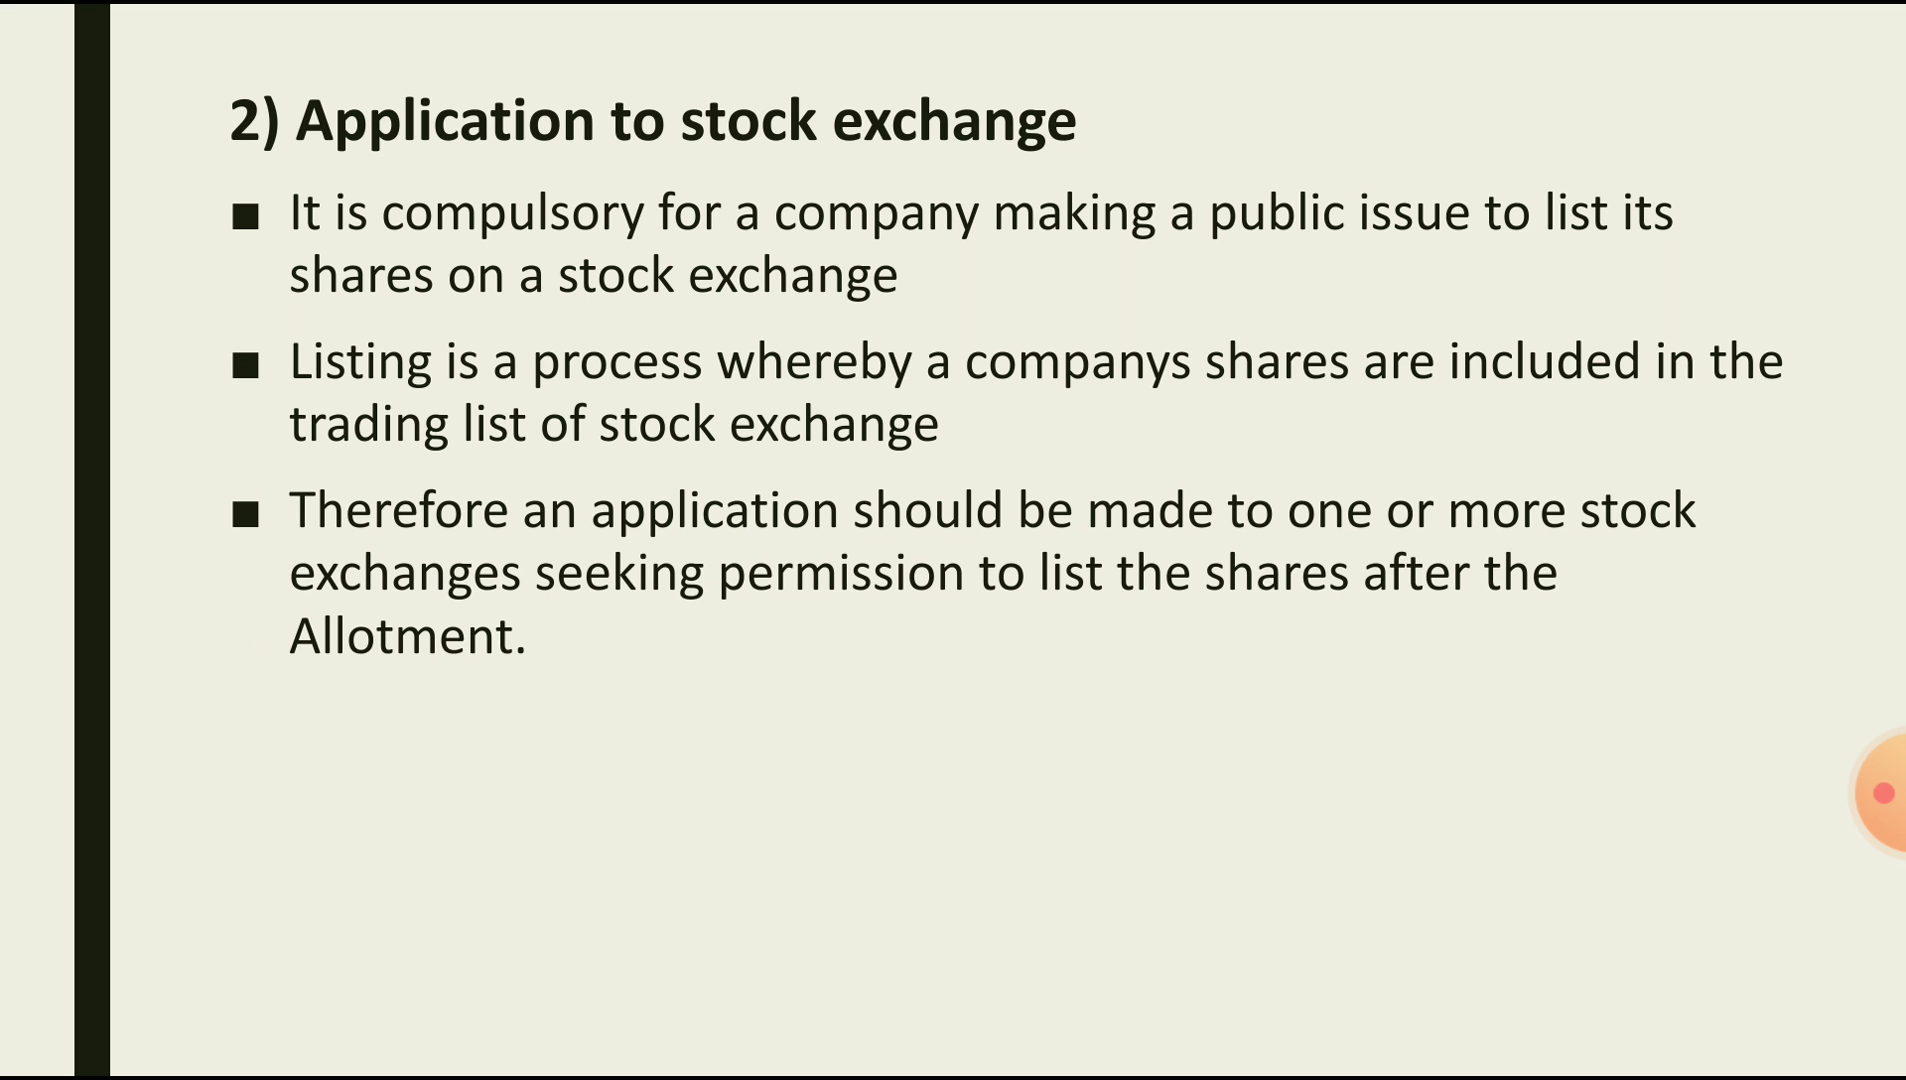 2) Application to stock exchange
■ It is compulsory for a company making a public issue to list its
shares on a stock exchange
■ Listing is a process whereby a companys shares are included in the
trading list of stock exchange
■ Therefore an application should be made to one or more stock
exchanges seeking permission to list the shares after the
Allotment.